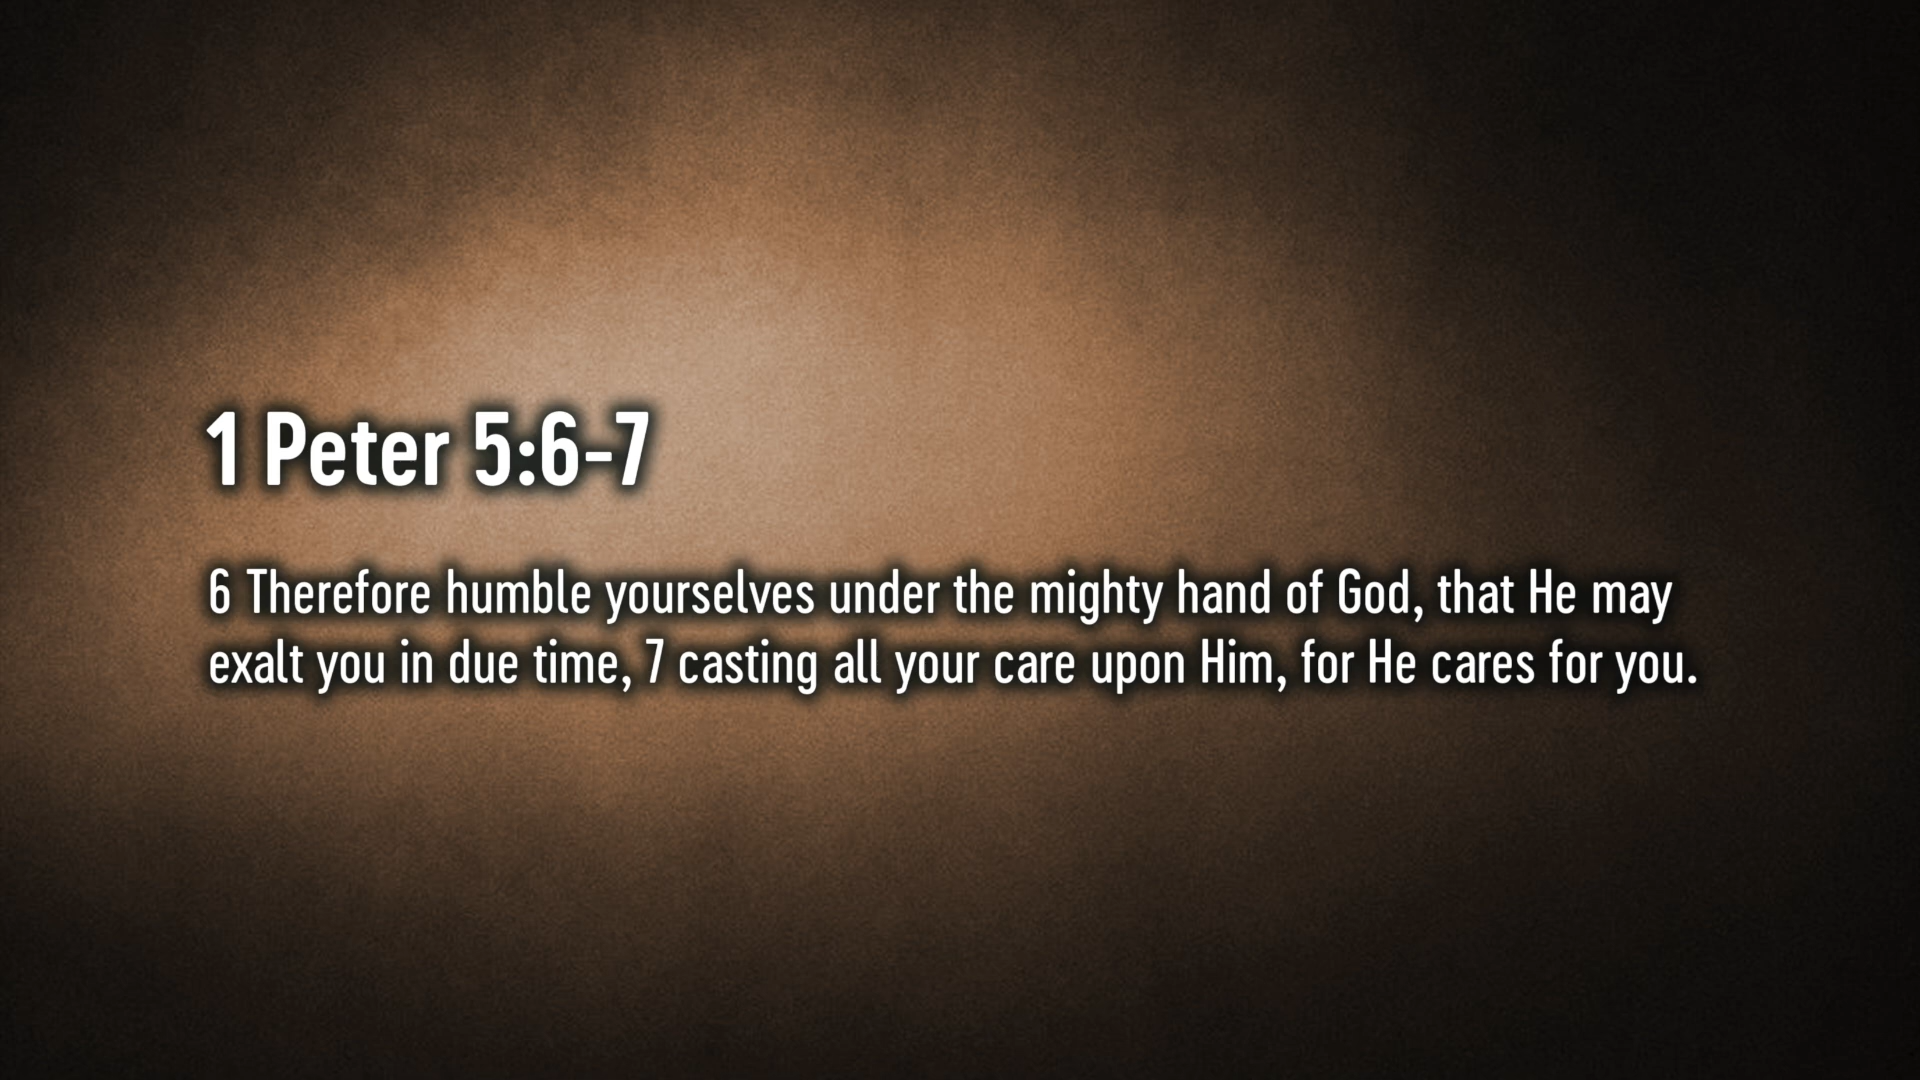 1 Peter 5:6-7
6 Therefore humble yourselves under the mighty hand of God, that He may
exalt you in due time, 7 casting all your care upon Him, for He cares for you.